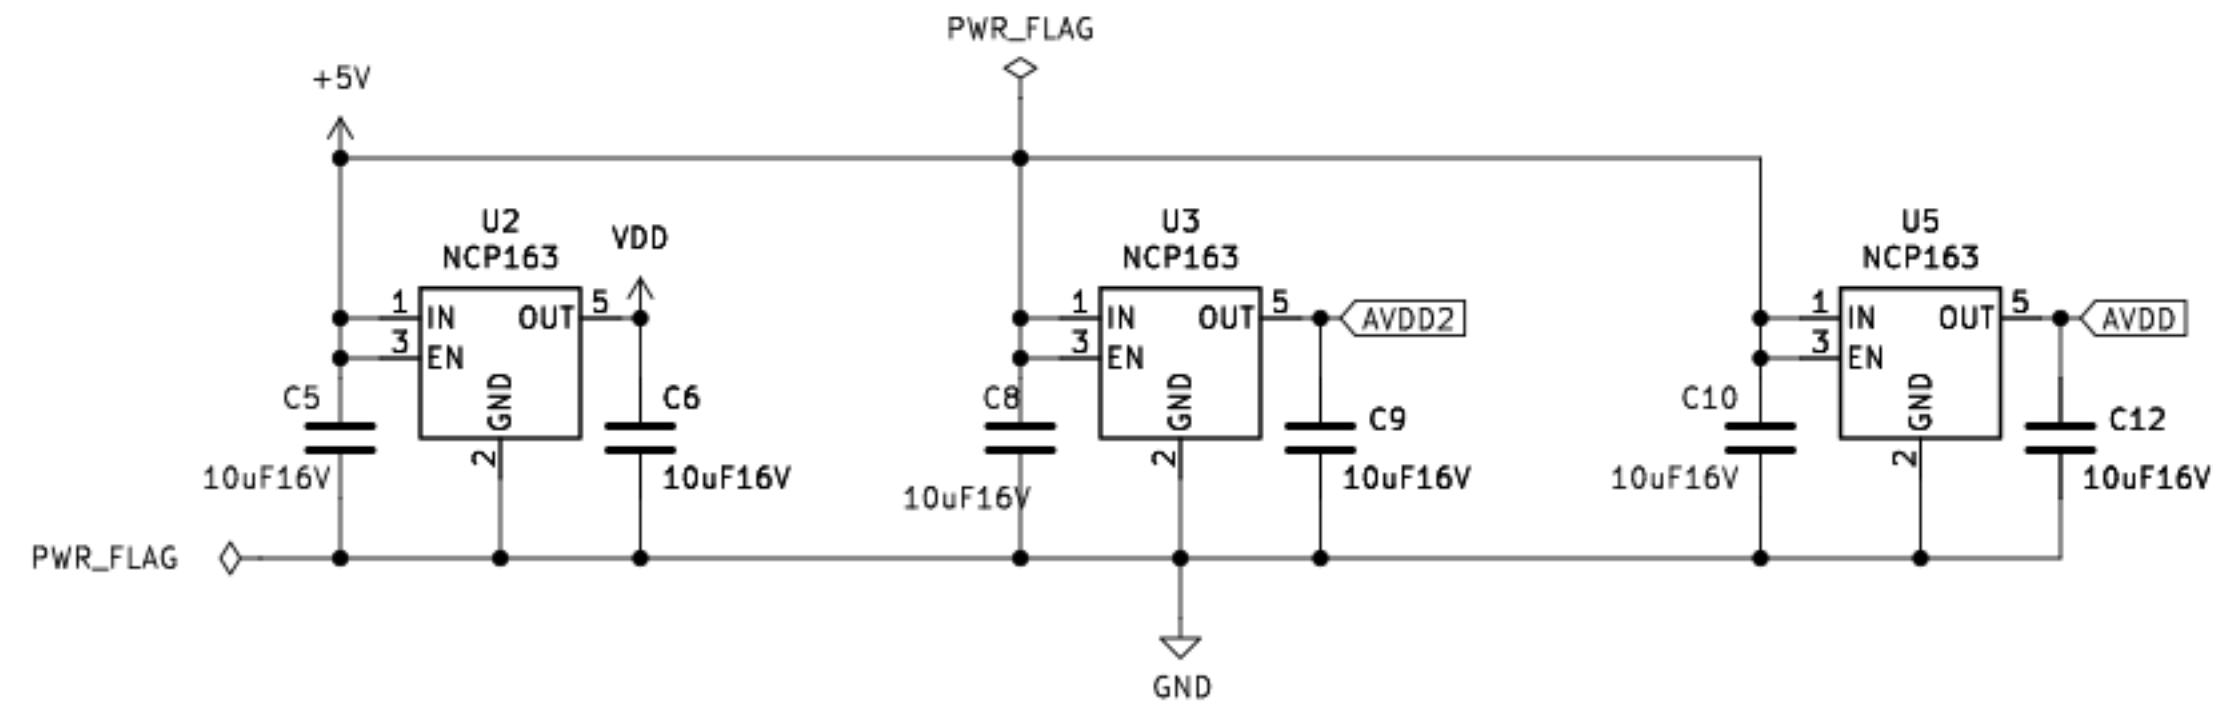 PWR_FLAG
+5V
U2
NCP163
VDD
1
IN
OUT
5
3
EN
GND
2
C5
10uF16V
C6
10uF16V
U3
NCP163
1
IN
OUT
5
AVDD2
3
EN
GND
2
C8
10uF16V
C9
10uF16V
U5
NCP163
1
IN
OUT
5
AVDD
3
EN
GND
2
C10
10uF16V
C12
10uF16V
PWR_FLAG
GND